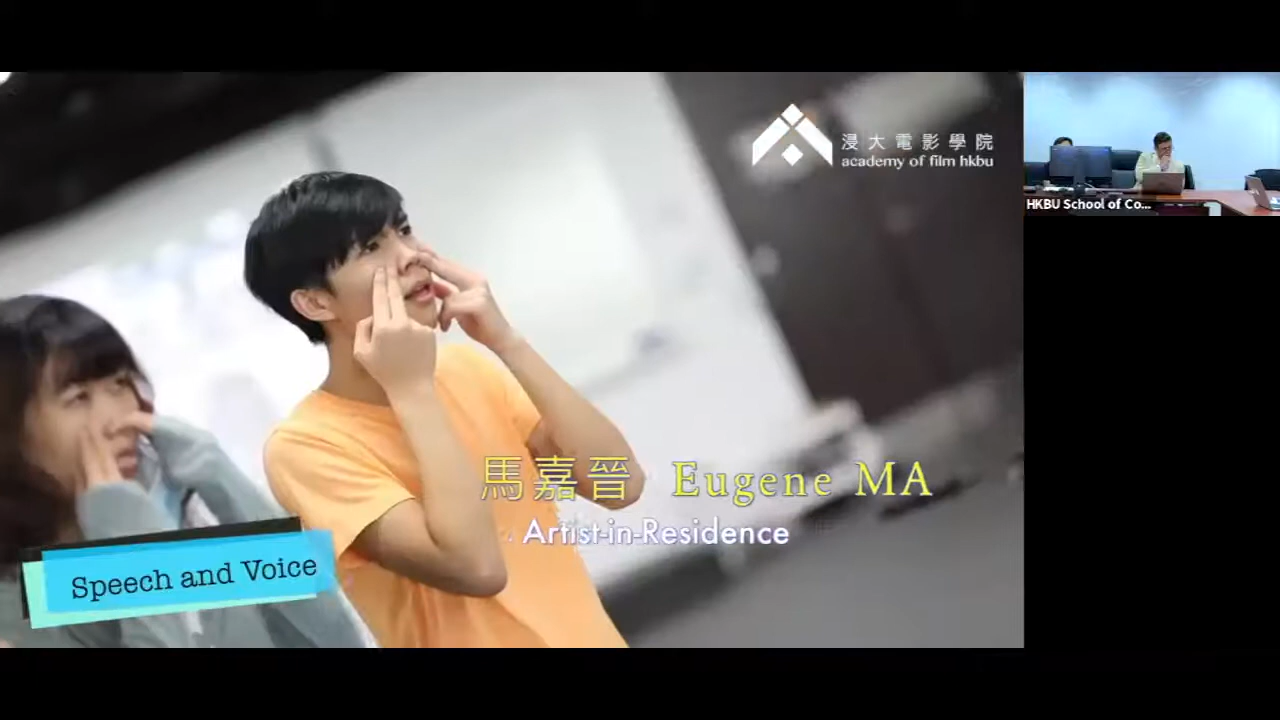 浸大電影學院
academy of film hkbu
HKBU School of Co...
馬嘉晉 Eugene MA
Artist-in-Residence
Speech and Voice